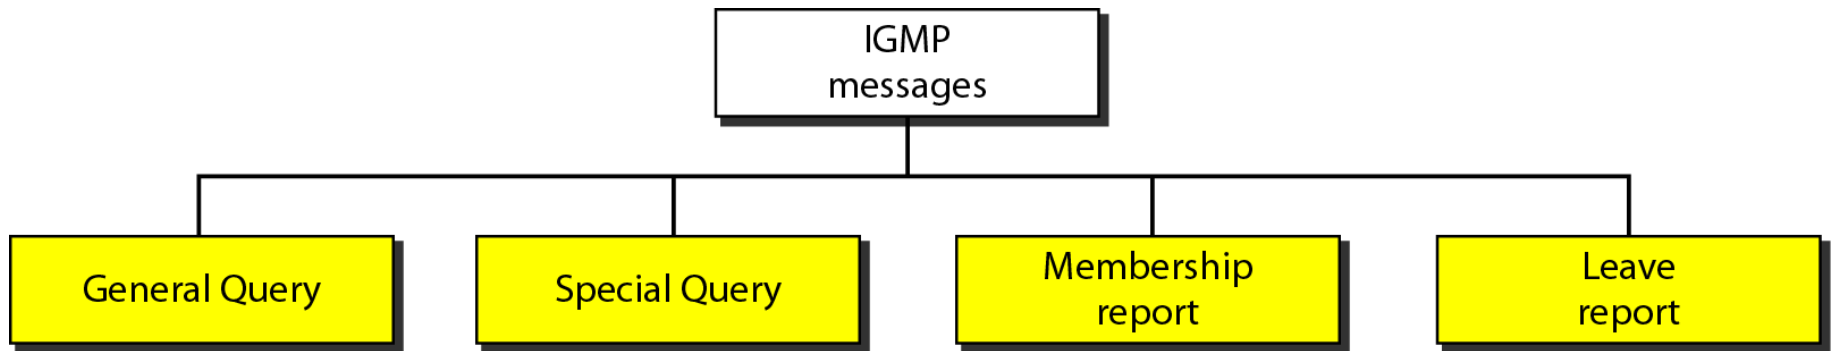 IGMP
messages
General Query
Special Query
Membership
report
Leave
report